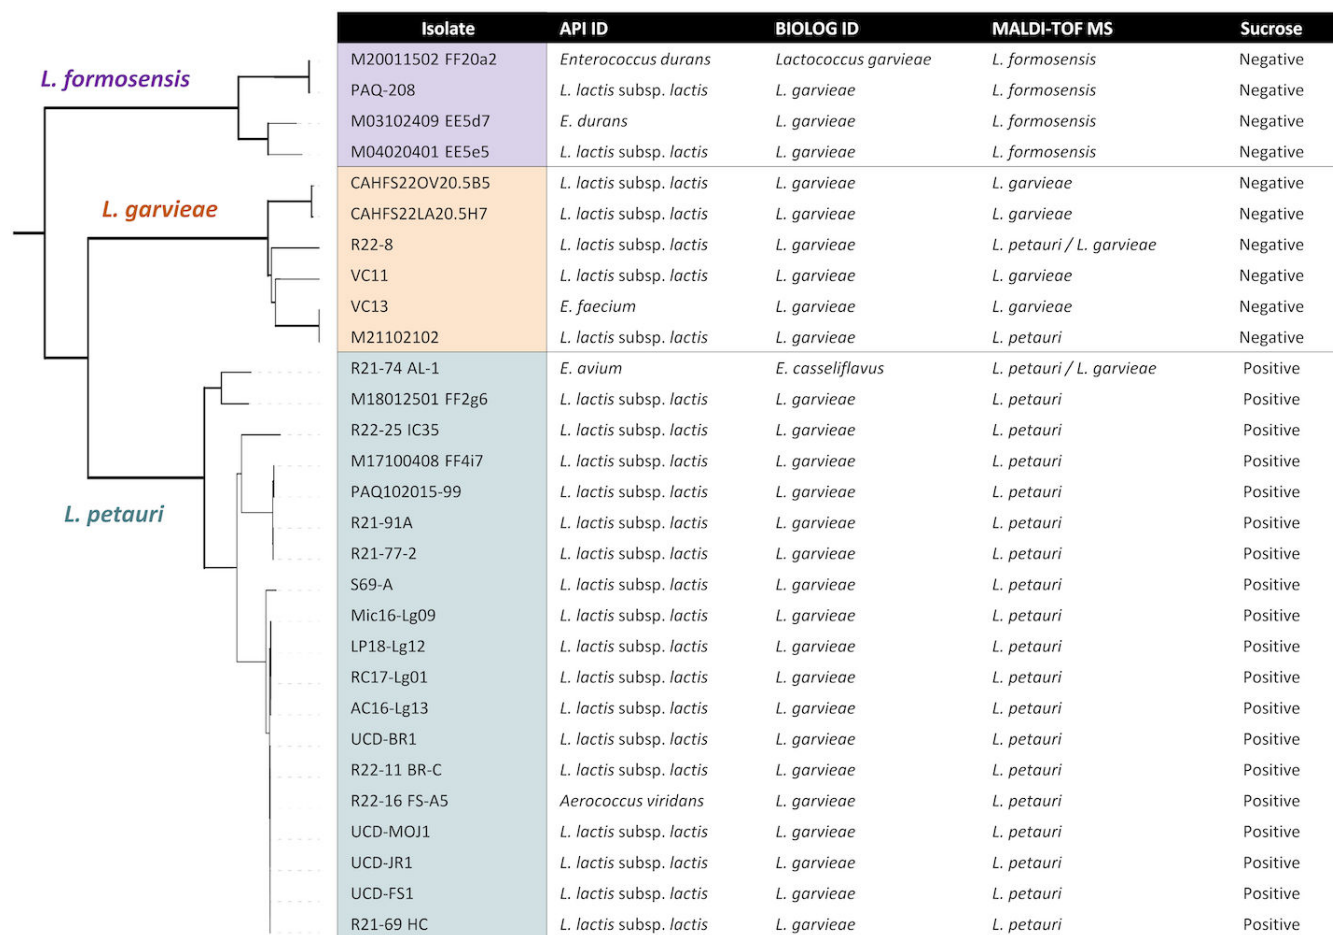 Isolate API ID BIOLOG ID MALDI-TOF MS Sucrose
M20011502 FF20a2 Enterococcus durans Lactococcus garvieae L. formosensis Negative
L. formosensis
PAQ-208 L. lactis subsp. lactis L. garvieae L. formosensis Negative
M03102409 EE5d7 E. durans L. garvieae L. formosensis Negative
M04020401 EE5e5 L. lactis subsp. lactis L. garvieae L. formosensis Negative
CAHFS22OV20.5B5 L. lactis subsp. lactis L. garvieae L. garvieae Negative
L. garvieae
CAHFS22LA20.5H7 L. lactis subsp. lactis L. garvieae L. garvieae Negative
R22-8 L. lactis subsp. lactis L. garvieae L. petauri / L. garvieae Negative
VC11 L. lactis subsp. lactis L. garvieae L. garvieae Negative
VC13 E. faecium L. garvieae L. garvieae Negative
M21102102 L. lactis subsp. lactis L. garvieae L. petauri Negative
R21-74 AL-1 E. avium E. casseliflavus L. petauri / L. garvieae Positive
M18012501 FF2g6 L. lactis subsp. lactis L. garvieae L. petauri Positive
R22-25 IC35 L. lactis subsp. lactis L. garvieae L. petauri Positive
M17100408 FF4i7 L. lactis subsp. lactis L. garvieae L. petauri Positive
PAQ102015-99 L. lactis subsp. lactis L. garvieae L. petauri Positive
L. petauri
R21-91A L. lactis subsp. lactis L. garvieae L. petauri Positive
R21-77-2 L. lactis subsp. lactis L. garvieae L. petauri Positive
S69-A L. lactis subsp. lactis L. garvieae L. petauri Positive
Mic16-Lg09 L. lactis subsp. lactis L. garvieae L. petauri Positive
LP18-Lg12 L. lactis subsp. lactis L. garvieae L. petauri Positive
RC17-Lg01 L. lactis subsp. lactis L. garvieae L. petauri Positive
AC16-Lg13 L. lactis subsp. lactis L. garvieae L. petauri Positive
UCD-BR1 L. lactis subsp. lactis L. garvieae L. petauri Positive
R22-11 BR-C L. lactis subsp. lactis L. garvieae L. petauri Positive
R22-16 FS-A5 Aerococcus viridans L. garvieae L. petauri Positive
UCD-MOJ1 L. lactis subsp. lactis L. garvieae L. petauri Positive
UCD-JR1 L. lactis subsp. lactis L. garvieae L. petauri Positive
UCD-FS1 L. lactis subsp. lactis L. garvieae L. petauri Positive
R21-69 HC L. lactis subsp. lactis L. garvieae L. petauri Positive